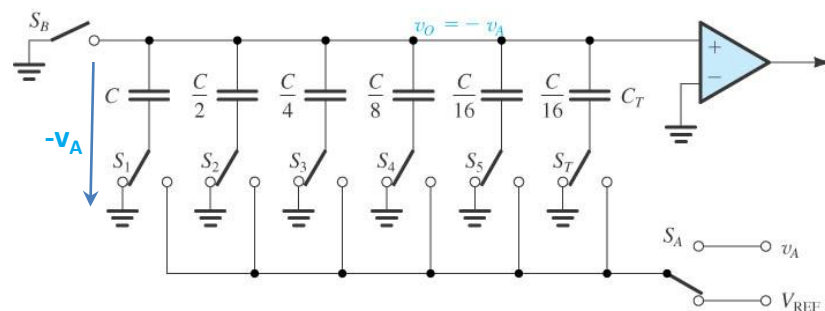 S_B
v_O = − v_A
+
−
C
C/2
C/4
C/8
C/16
C/16
C_T
-v_A
S_1
S_2
S_3
S_4
S_5
S_T
S_A
v_A
V_REF